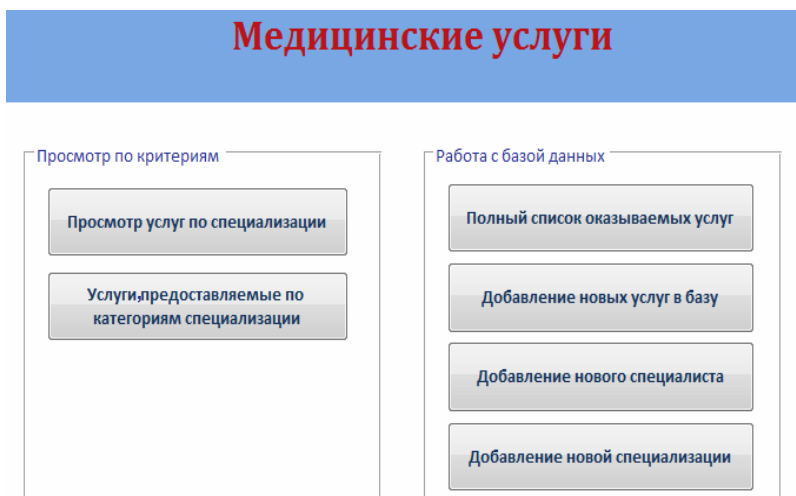 Медицинские услуги
Просмотр по критериям
Просмотр услуг по специализации
Услуги,предоставляемые по
категориям специализации
Работа с базой данных
Полный список оказываемых услуг
Добавление новых услуг в базу
Добавление нового специалиста
Добавление новой специализации